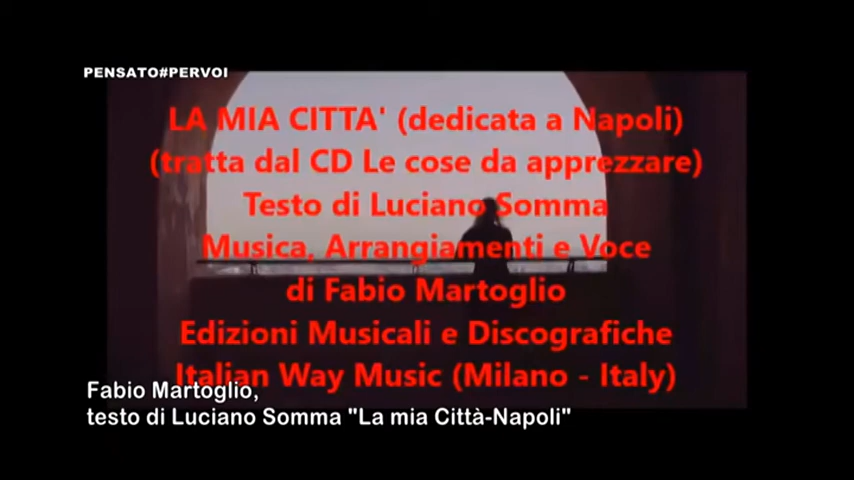 PENSATO#PERVOI
LA MIA CITTA' (dedicata a Napoli)
(tratta dal CD Le cose da apprezzare)
Testo di Luciano Somma
Musica, Arrangiamenti e Voce
di Fabio Martoglio
Edizioni Musicali e Discografiche
Italian Way Music (Milano - Italy)
Fabio Martoglio,
testo di Luciano Somma "La mia Città-Napoli"